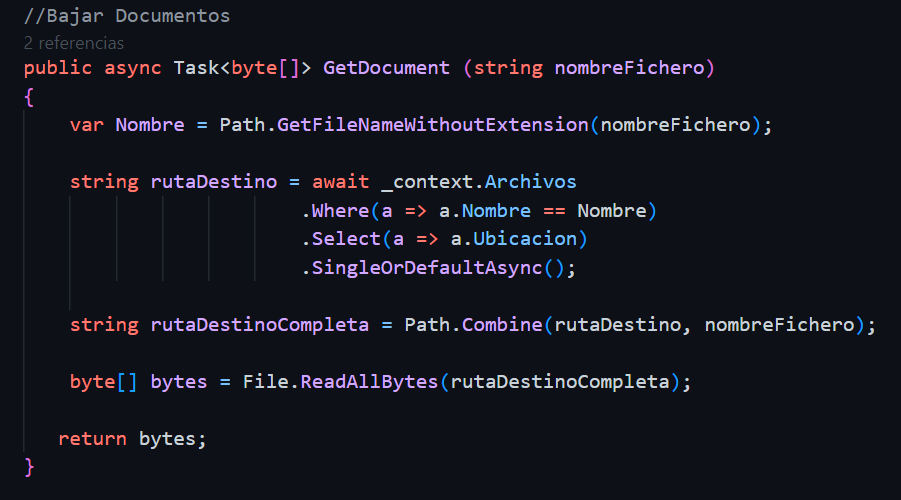 //Bajar Documentos
2 referencias
public async Task<byte[]> GetDocument (string nombreFichero)
{
var Nombre = Path.GetFileNameWithoutExtension(nombreFichero);
string rutaDestino = await _context.Archivos
.Where(a => a.Nombre == Nombre)
.Select(a => a.Ubicacion)
.SingleOrDefaultAsync();
string rutaDestinoCompleta = Path.Combine(rutaDestino, nombreFichero);
byte[] bytes = File.ReadAllBytes(rutaDestinoCompleta);
return bytes;
}